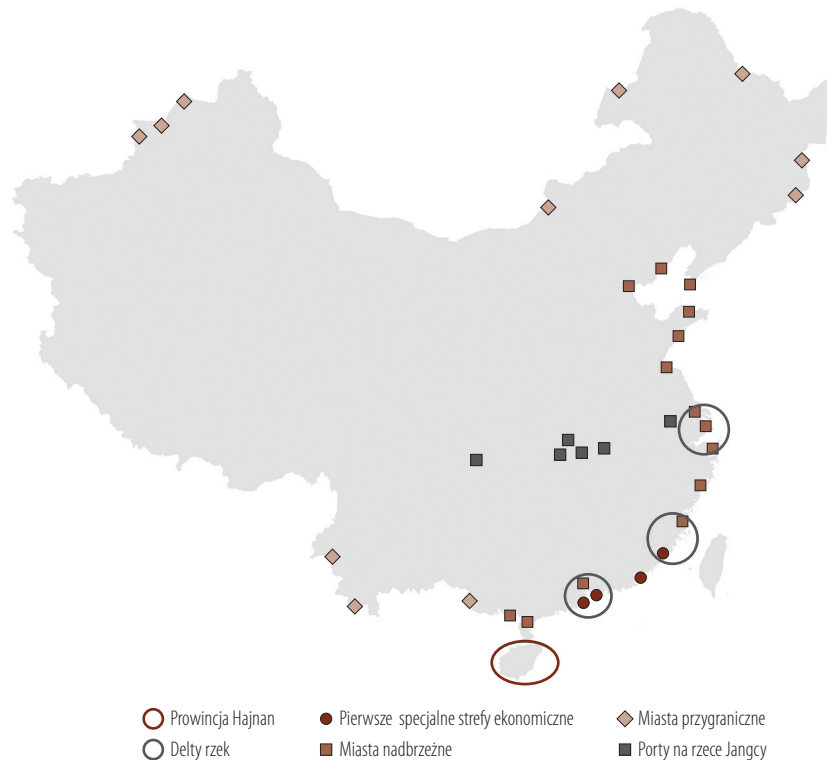 Prowincja Hajnan
Pierwsze specjalne strefy ekonomiczne
Miasta przygraniczne
Delty rzek
Miasta nadbrzeżne
Porty na rzece Jangcy